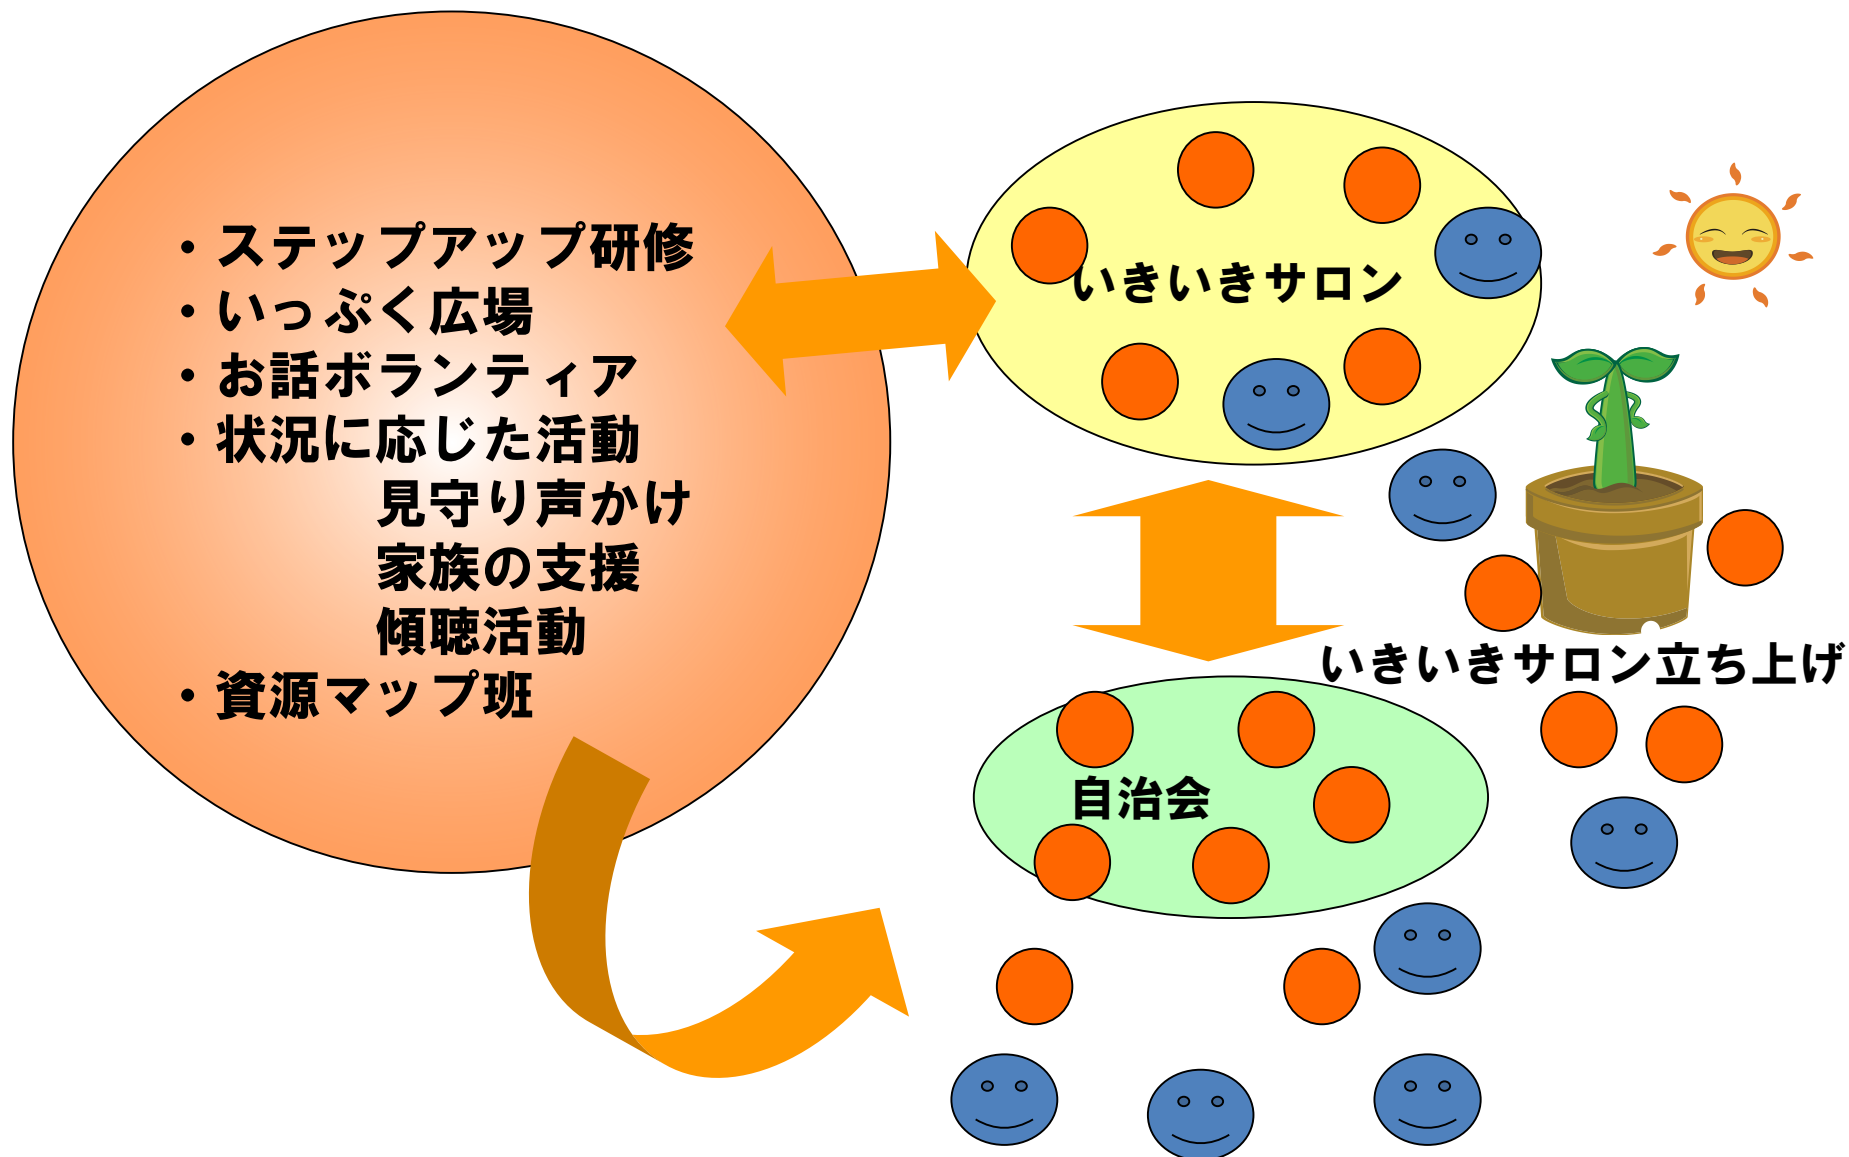 ・ステップアップ研修
・いっぷく広場
・お話ボランティア
・状況に応じた活動
見守り声かけ
家族の支援
傾聴活動
・資源マップ班
いきいきサロン
いきいきサロン立ち上げ
自治会